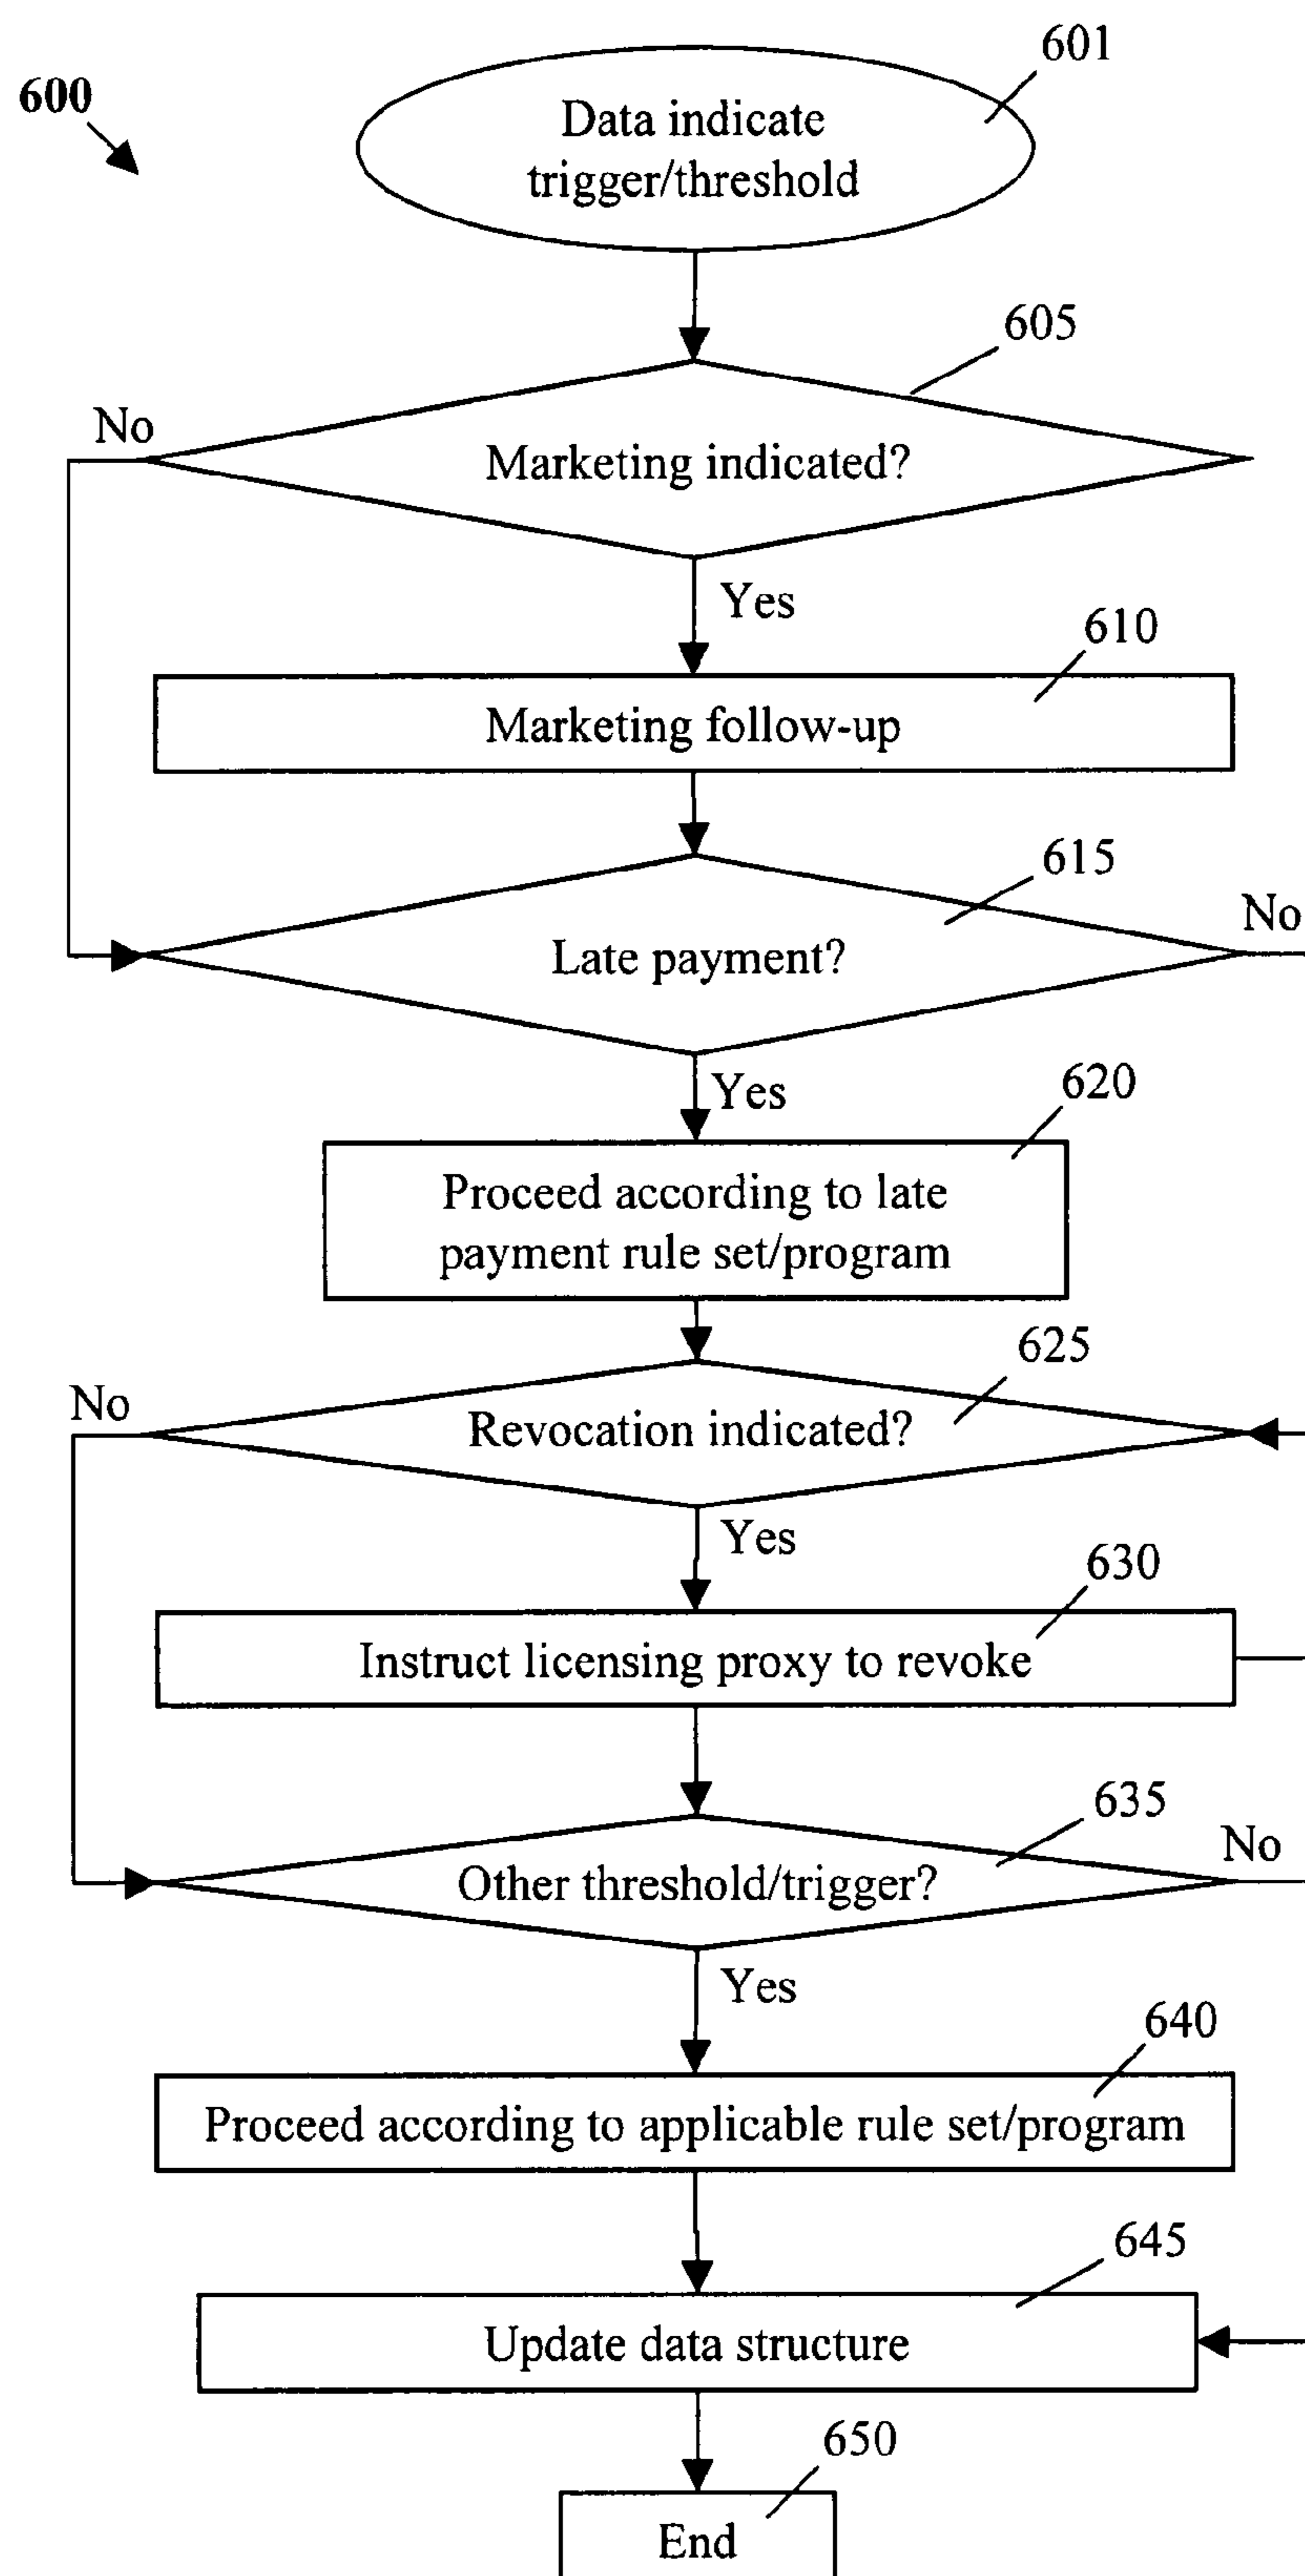 601
600
Data indicate
trigger/threshold
605
No
Marketing indicated?
Yes
610
Marketing follow-up
615
No
Late payment?
Yes
620
Proceed according to late
payment rule set/program
625
No
Revocation indicated?
Yes
630
Instruct licensing proxy to revoke
635
No
Other threshold/trigger?
Yes
640
Proceed according to applicable rule set/program
645
Update data structure
650
End